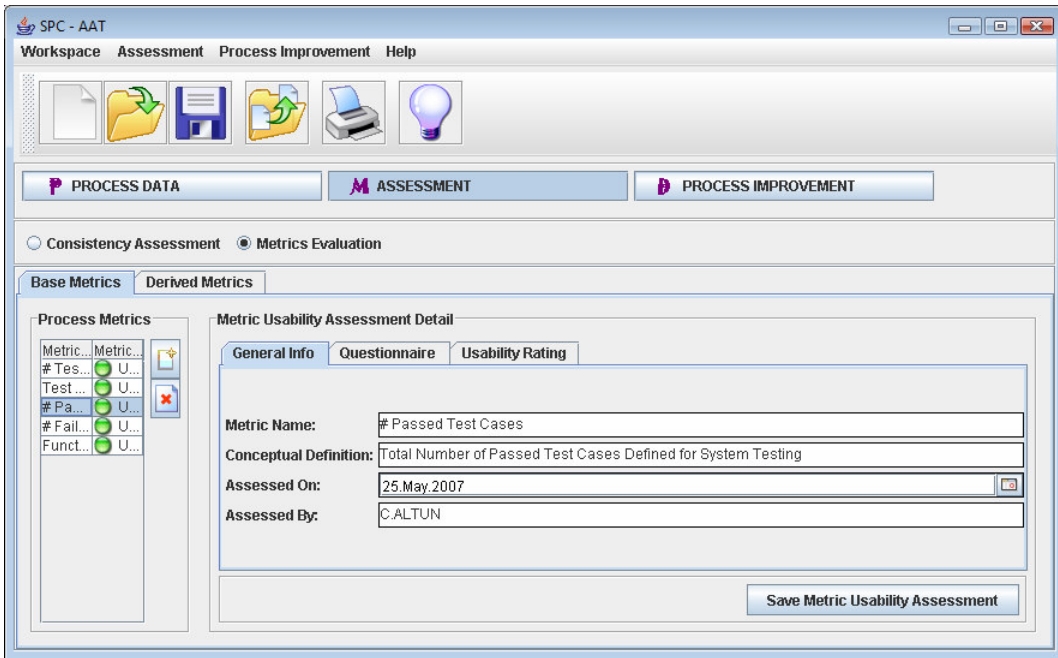 SPC - AAT
Workspace Assessment Process Improvement Help
P PROCESS DATA M ASSESSMENT PROCESS IMPROVEMENT
Consistency Assessment Metrics Evaluation
Base Metrics Derived Metrics
Process Metrics Metric Usability Assessment Detail
Metric... Metric...
# Tes... U...
Test ... U...
# Pa... U...
# Fail... U...
Funct... U...
General Info Questionnaire Usability Rating
Metric Name: # Passed Test Cases
Conceptual Definition: Total Number of Passed Test Cases Defined for System Testing
Assessed On: 25.May.2007
Assessed By: C.ALTUN
Save Metric Usability Assessment